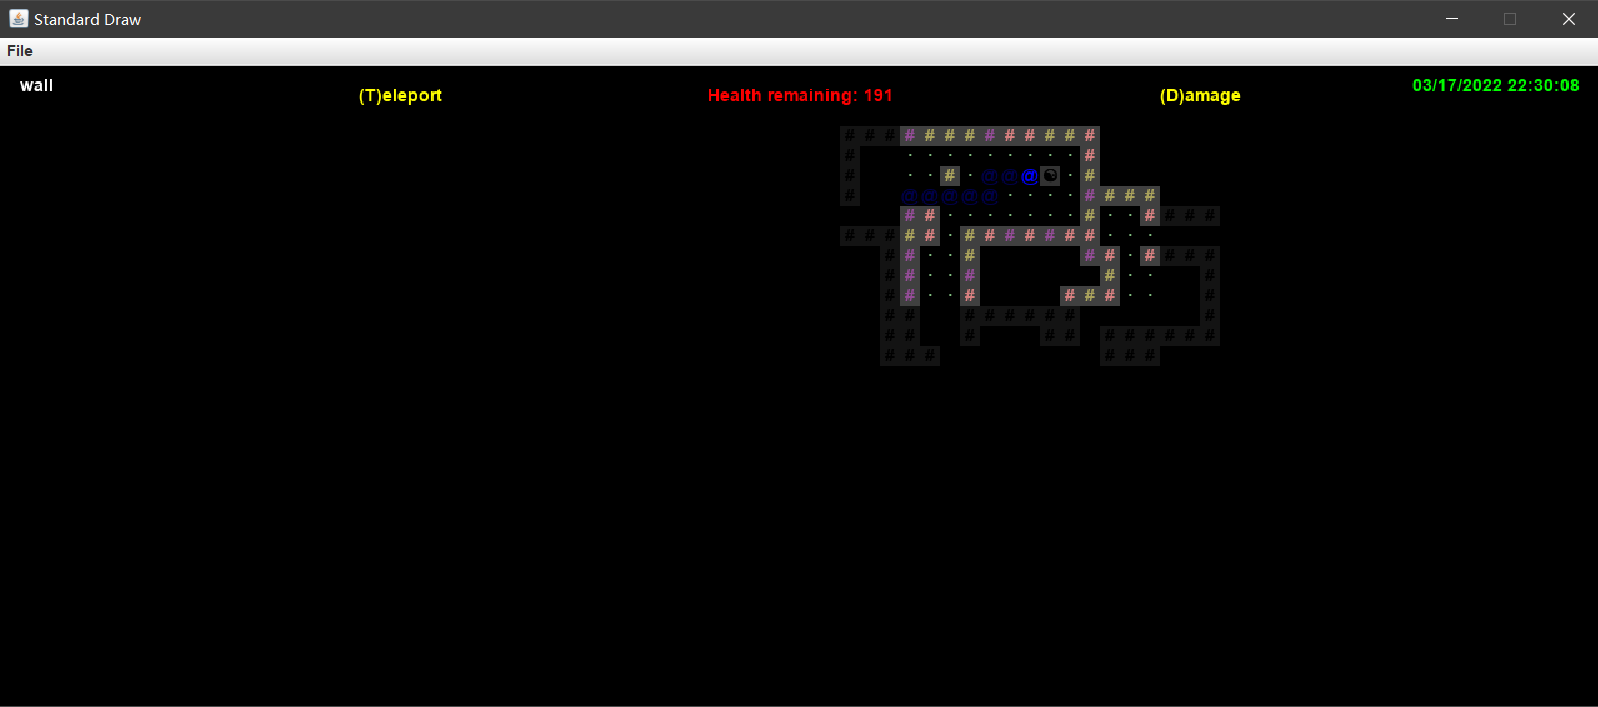 Standard Draw
File
wall
(T)eleport
Health remaining: 191
(D)amage
03/17/2022 22:30:08